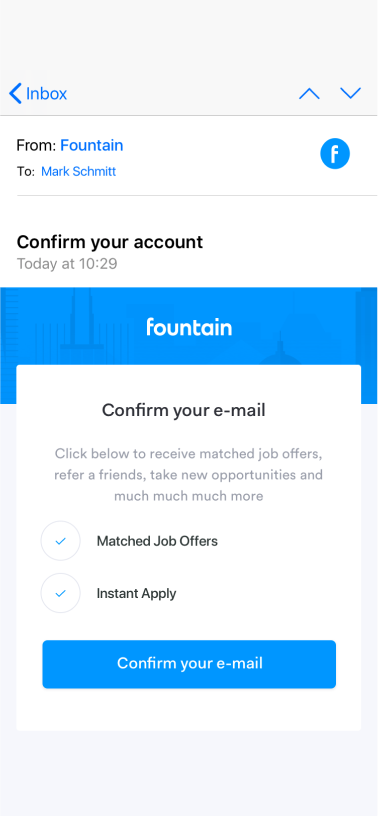 Inbox
From: Fountain
f
To: Mark Schmitt
Confirm your account
Today at 10:29
fountain
Confirm your e-mail
Click below to receive matched job offers,
refer a friends, take new opportunities and
much much much more
Matched Job Offers
Instant Apply
Confirm your e-mail